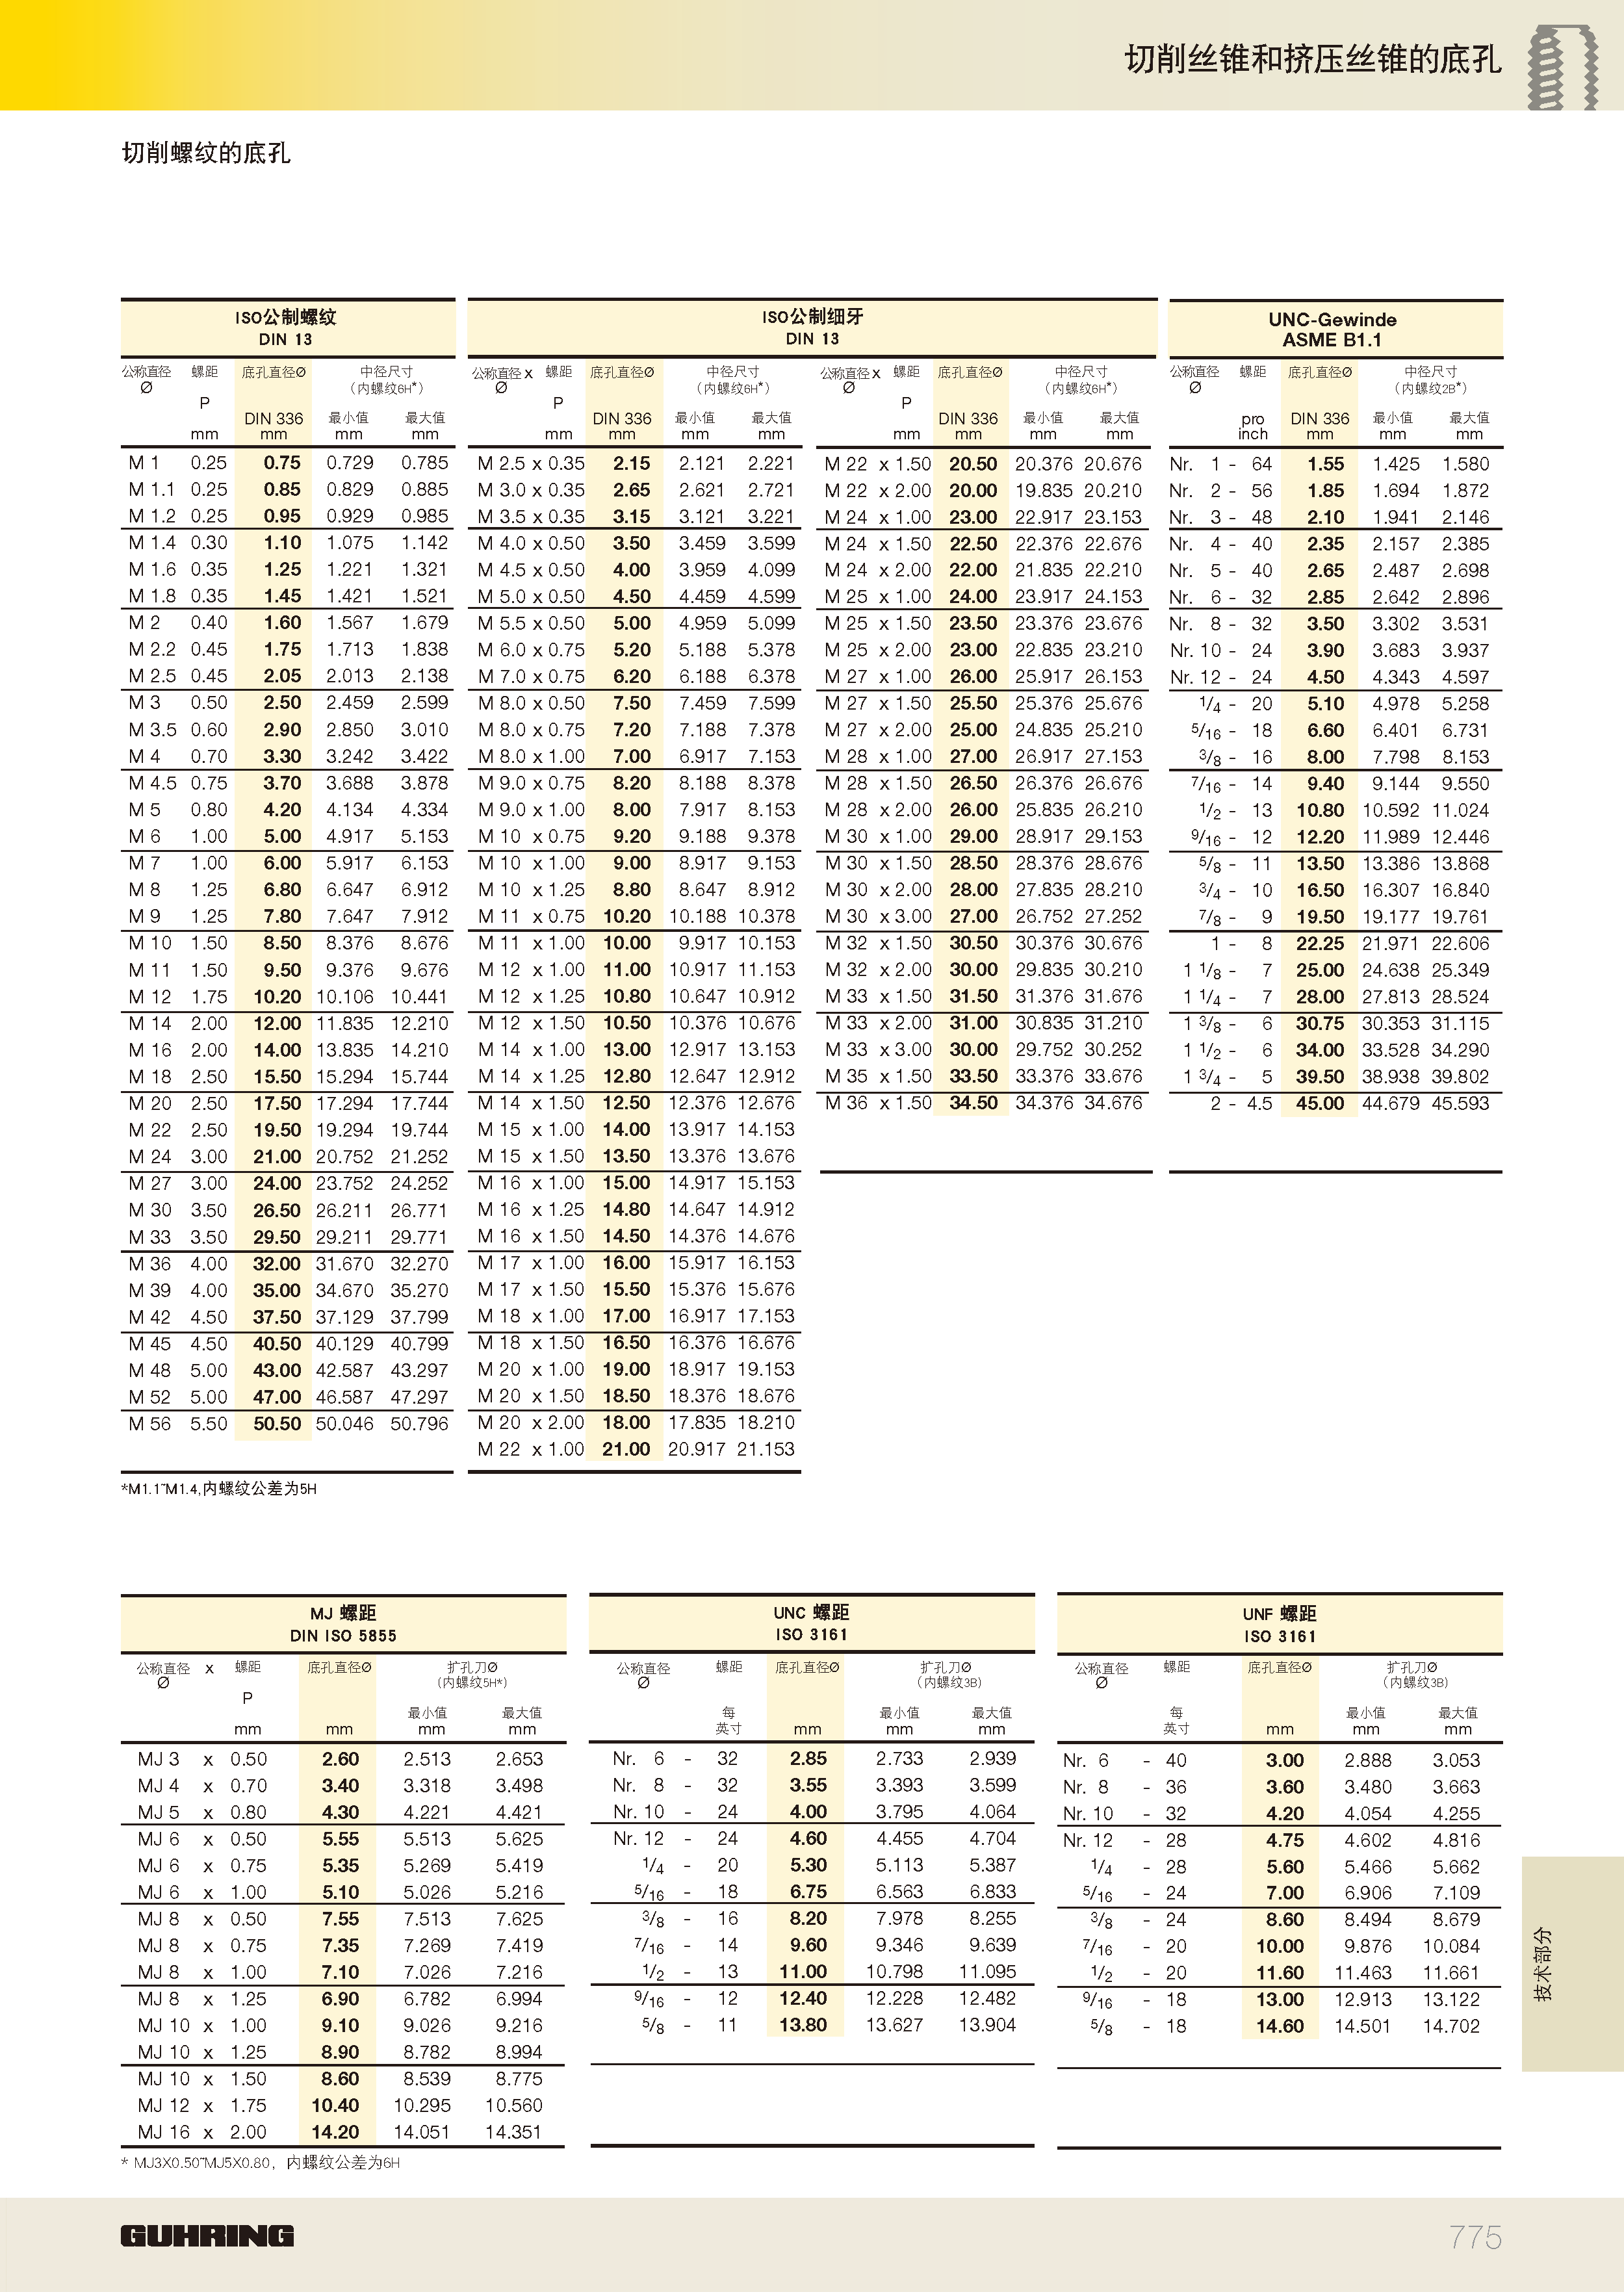 切削丝锥和挤压丝锥的底孔
切削螺纹的底孔
ISO公制螺纹
DIN 13
公称直径 螺距 底孔直径Ø 中径尺寸
Ø (内螺纹6H*)
P
DIN 336 最小值 最大值
mm mm mm mm
M 1 0.25 0.75 0.729 0.785
M 1.1 0.25 0.85 0.829 0.885
M 1.2 0.25 0.95 0.929 0.985
M 1.4 0.30 1.10 1.075 1.142
M 1.6 0.35 1.25 1.221 1.321
M 1.8 0.35 1.45 1.421 1.521
M 2 0.40 1.60 1.567 1.679
M 2.2 0.45 1.75 1.713 1.838
M 2.5 0.45 2.05 2.013 2.138
M 3 0.50 2.50 2.459 2.599
M 3.5 0.60 2.90 2.850 3.010
M 4 0.70 3.30 3.242 3.422
M 4.5 0.75 3.70 3.688 3.878
M 5 0.80 4.20 4.134 4.334
M 6 1.00 5.00 4.917 5.153
M 7 1.00 6.00 5.917 6.153
M 8 1.25 6.80 6.647 6.912
M 9 1.25 7.80 7.647 7.912
M 10 1.50 8.50 8.376 8.676
M 11 1.50 9.50 9.376 9.676
M 12 1.75 10.20 10.106 10.441
M 14 2.00 12.00 11.835 12.210
M 16 2.00 14.00 13.835 14.210
M 18 2.50 15.50 15.294 15.744
M 20 2.50 17.50 17.294 17.744
M 22 2.50 19.50 19.294 19.744
M 24 3.00 21.00 20.752 21.252
M 27 3.00 24.00 23.752 24.252
M 30 3.50 26.50 26.211 26.771
M 33 3.50 29.50 29.211 29.771
M 36 4.00 32.00 31.670 32.270
M 39 4.00 35.00 34.670 35.270
M 42 4.50 37.50 37.129 37.799
M 45 4.50 40.50 40.129 40.799
M 48 5.00 43.00 42.587 43.297
M 52 5.00 47.00 46.587 47.297
M 56 5.50 50.50 50.046 50.796
*M1.1~M1.4,内螺纹公差为5H
ISO公制细牙
DIN 13
公称直径 x 螺距 底孔直径Ø 中径尺寸
Ø (内螺纹6H*)
P
DIN 336 最小值 最大值
mm mm mm mm
M 2.5 x 0.35 2.15 2.121 2.221
M 3.0 x 0.35 2.65 2.621 2.721
M 3.5 x 0.35 3.15 3.121 3.221
M 4.0 x 0.50 3.50 3.459 3.599
M 4.5 x 0.50 4.00 3.959 4.099
M 5.0 x 0.50 4.50 4.459 4.599
M 5.5 x 0.50 5.00 4.959 5.099
M 6.0 x 0.75 5.20 5.188 5.378
M 7.0 x 0.75 6.20 6.188 6.378
M 8.0 x 0.50 7.50 7.459 7.599
M 8.0 x 0.75 7.20 7.188 7.378
M 8.0 x 1.00 7.00 6.917 7.153
M 9.0 x 0.75 8.20 8.188 8.378
M 9.0 x 1.00 8.00 7.917 8.153
M 10 x 0.75 9.20 9.188 9.378
M 10 x 1.00 9.00 8.917 9.153
M 10 x 1.25 8.80 8.647 8.912
M 11 x 0.75 10.20 10.188 10.378
M 11 x 1.00 10.00 9.917 10.153
M 12 x 1.00 11.00 10.917 11.153
M 12 x 1.25 10.80 10.647 10.912
M 12 x 1.50 10.50 10.376 10.676
M 14 x 1.00 13.00 12.917 13.153
M 14 x 1.25 12.80 12.647 12.912
M 14 x 1.50 12.50 12.376 12.676
M 15 x 1.00 14.00 13.917 14.153
M 15 x 1.50 13.50 13.376 13.676
M 16 x 1.00 15.00 14.917 15.153
M 16 x 1.25 14.80 14.647 14.912
M 16 x 1.50 14.50 14.376 14.676
M 17 x 1.00 16.00 15.917 16.153
M 17 x 1.50 15.50 15.376 15.676
M 18 x 1.00 17.00 16.917 17.153
M 18 x 1.50 16.50 16.376 16.676
M 20 x 1.00 19.00 18.917 19.153
M 20 x 1.50 18.50 18.376 18.676
M 20 x 2.00 18.00 17.835 18.210
M 22 x 1.00 21.00 20.917 21.153
公称直径 x 螺距 底孔直径Ø 中径尺寸
Ø (内螺纹6H*)
P
DIN 336 最小值 最大值
mm mm mm mm
M 22 x 1.50 20.50 20.376 20.676
M 22 x 2.00 20.00 19.835 20.210
M 24 x 1.00 23.00 22.917 23.153
M 24 x 1.50 22.50 22.376 22.676
M 24 x 2.00 22.00 21.835 22.210
M 25 x 1.00 24.00 23.917 24.153
M 25 x 1.50 23.50 23.376 23.676
M 25 x 2.00 23.00 22.835 23.210
M 27 x 1.00 26.00 25.917 26.153
M 27 x 1.50 25.50 25.376 25.676
M 27 x 2.00 25.00 24.835 25.210
M 28 x 1.00 27.00 26.917 27.153
M 28 x 1.50 26.50 26.376 26.676
M 28 x 2.00 26.00 25.835 26.210
M 30 x 1.00 29.00 28.917 29.153
M 30 x 1.50 28.50 28.376 28.676
M 30 x 2.00 28.00 27.835 28.210
M 30 x 3.00 27.00 26.752 27.252
M 32 x 1.50 30.50 30.376 30.676
M 32 x 2.00 30.00 29.835 30.210
M 33 x 1.50 31.50 31.376 31.676
M 33 x 2.00 31.00 30.835 31.210
M 33 x 3.00 30.00 29.752 30.252
M 35 x 1.50 33.50 33.376 33.676
M 36 x 1.50 34.50 34.376 34.676
UNC-Gewinde
ASME B1.1
公称直径 螺距 底孔直径Ø 中径尺寸
Ø (内螺纹2B*)
pro DIN 336 最小值 最大值
inch mm mm mm
Nr. 1 - 64 1.55 1.425 1.580
Nr. 2 - 56 1.85 1.694 1.872
Nr. 3 - 48 2.10 1.941 2.146
Nr. 4 - 40 2.35 2.157 2.385
Nr. 5 - 40 2.65 2.487 2.698
Nr. 6 - 32 2.85 2.642 2.896
Nr. 8 - 32 3.50 3.302 3.531
Nr. 10 - 24 3.90 3.683 3.937
Nr. 12 - 24 4.50 4.343 4.597
1/4 - 20 5.10 4.978 5.258
5/16 - 18 6.60 6.401 6.731
3/8 - 16 8.00 7.798 8.153
7/16 - 14 9.40 9.144 9.550
1/2 - 13 10.80 10.592 11.024
9/16 - 12 12.20 11.989 12.446
5/8 - 11 13.50 13.386 13.868
3/4 - 10 16.50 16.307 16.840
7/8 - 9 19.50 19.177 19.761
1 - 8 22.25 21.971 22.606
1 1/8 - 7 25.00 24.638 25.349
1 1/4 - 7 28.00 27.813 28.524
1 3/8 - 6 30.75 30.353 31.115
1 1/2 - 6 34.00 33.528 34.290
1 3/4 - 5 39.50 38.938 39.802
2 - 4.5 45.00 44.679 45.593
MJ 螺距
DIN ISO 5855
公称直径 x 螺距 底孔直径Ø 扩孔刀Ø
Ø (内螺纹5H*)
P
最小值 最大值
mm mm mm mm
MJ 3 x 0.50 2.60 2.513 2.653
MJ 4 x 0.70 3.40 3.318 3.498
MJ 5 x 0.80 4.30 4.221 4.421
MJ 6 x 0.50 5.55 5.513 5.625
MJ 6 x 0.75 5.35 5.269 5.419
MJ 6 x 1.00 5.10 5.026 5.216
MJ 8 x 0.50 7.55 7.513 7.625
MJ 8 x 0.75 7.35 7.269 7.419
MJ 8 x 1.00 7.10 7.026 7.216
MJ 8 x 1.25 6.90 6.782 6.994
MJ 10 x 1.00 9.10 9.026 9.216
MJ 10 x 1.25 8.90 8.782 8.994
MJ 10 x 1.50 8.60 8.539 8.775
MJ 12 x 1.75 10.40 10.295 10.560
MJ 16 x 2.00 14.20 14.051 14.351
* MJ3X0.50~MJ5X0.80，内螺纹公差为6H
UNC 螺距
ISO 3161
公称直径 螺距 底孔直径Ø 扩孔刀Ø
Ø (内螺纹3B)
每 最小值 最大值
英寸 mm mm mm
Nr. 6 - 32 2.85 2.733 2.939
Nr. 8 - 32 3.55 3.393 3.599
Nr. 10 - 24 4.00 3.795 4.064
Nr. 12 - 24 4.60 4.455 4.704
1/4 - 20 5.30 5.113 5.387
5/16 - 18 6.75 6.563 6.833
3/8 - 16 8.20 7.978 8.255
7/16 - 14 9.60 9.346 9.639
1/2 - 13 11.00 10.798 11.095
9/16 - 12 12.40 12.228 12.482
5/8 - 11 13.80 13.627 13.904
UNF 螺距
ISO 3161
公称直径 螺距 底孔直径Ø 扩孔刀Ø
Ø (内螺纹3B)
每 最小值 最大值
英寸 mm mm mm
Nr. 6 - 40 3.00 2.888 3.053
Nr. 8 - 36 3.60 3.480 3.663
Nr. 10 - 32 4.20 4.054 4.255
Nr. 12 - 28 4.75 4.602 4.816
1/4 - 28 5.60 5.466 5.662
5/16 - 24 7.00 6.906 7.109
3/8 - 24 8.60 8.494 8.679
7/16 - 20 10.00 9.876 10.084
1/2 - 20 11.60 11.463 11.661
9/16 - 18 13.00 12.913 13.122
5/8 - 18 14.60 14.501 14.702
技术部分
GUHRING
775